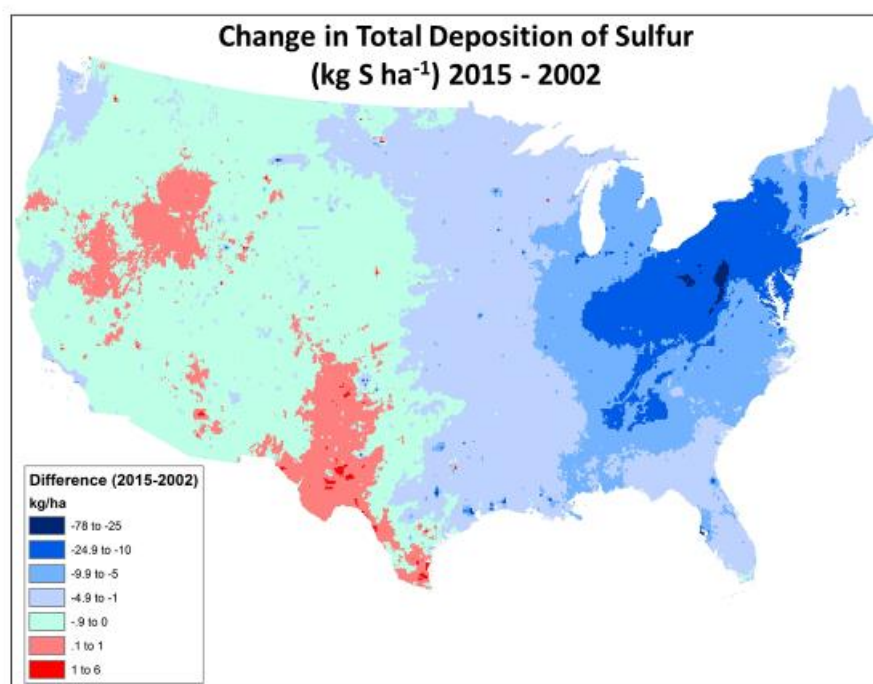 Change in Total Deposition of Sulfur
(kg S ha⁻¹) 2015 - 2002
Difference (2015-2002)
kg/ha
-78 to -25
-24.9 to -10
-9.9 to -5
-4.9 to -1
-.9 to 0
.1 to 1
1 to 6